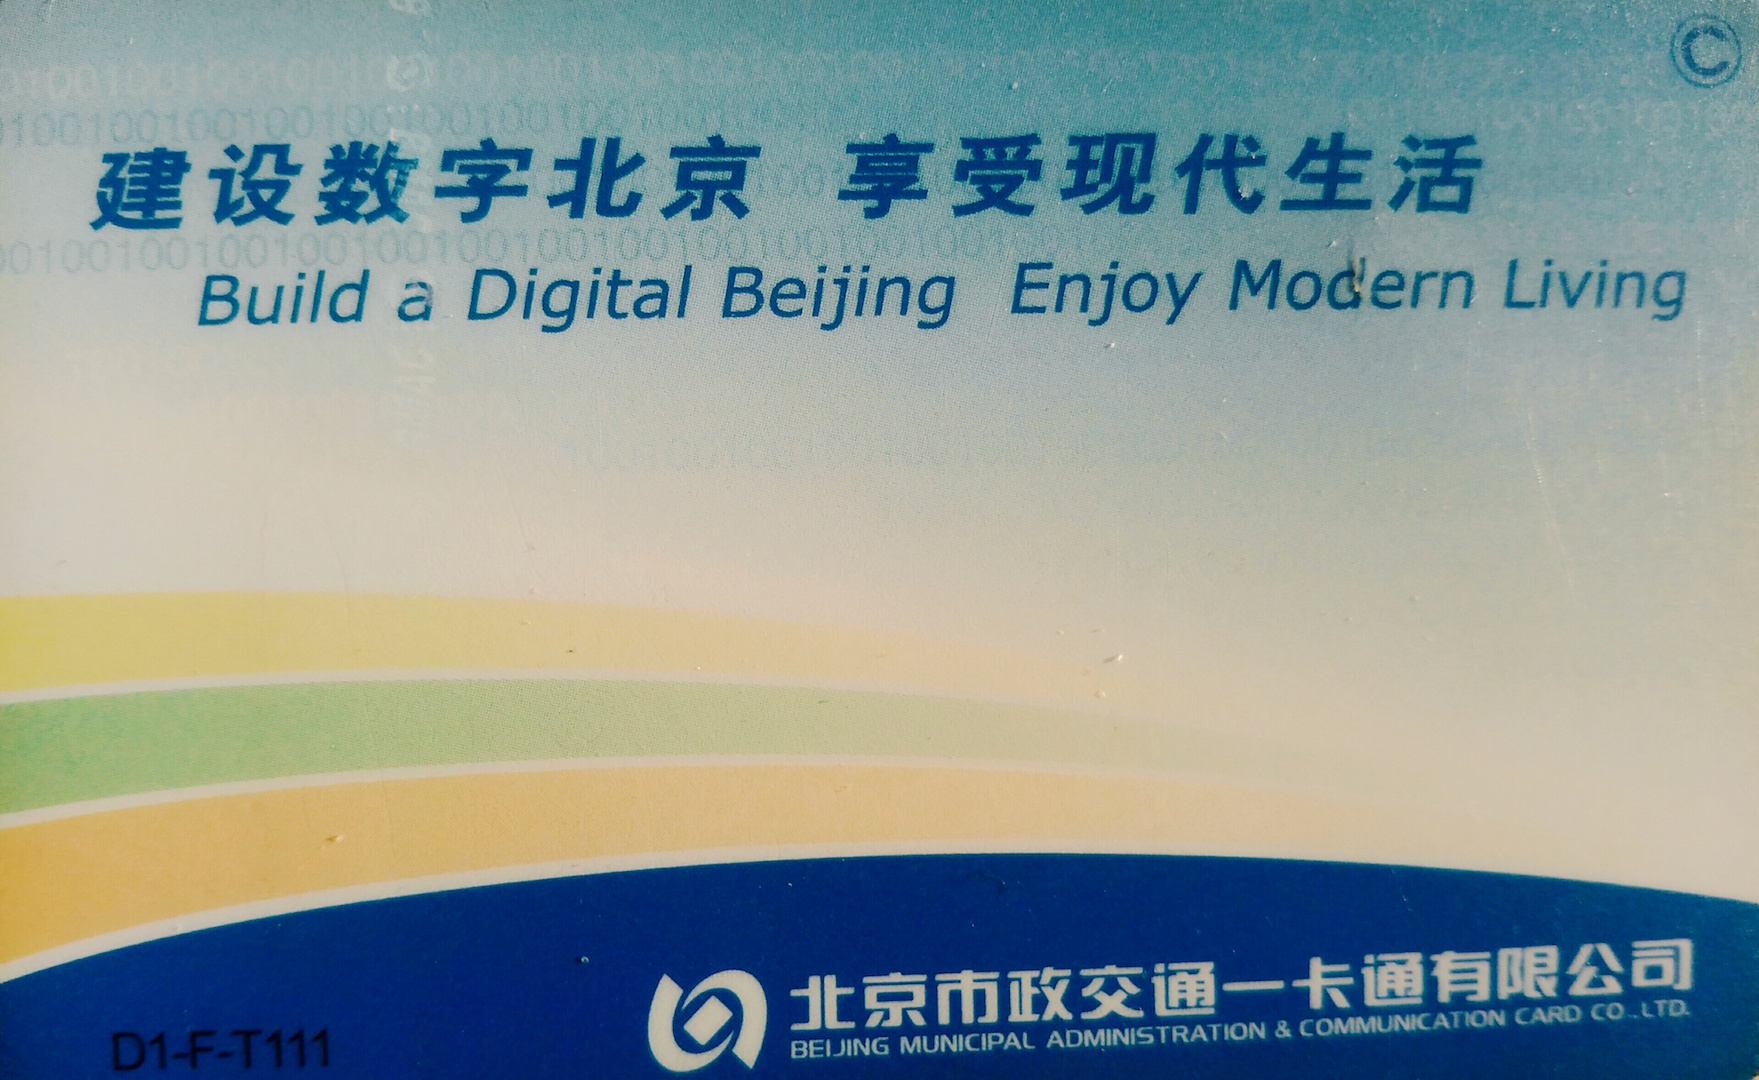 ©
建设数字北京 享受现代生活
Build a Digital Beijing Enjoy Modern Living
北京市政交通一卡通有限公司
BEIJING MUNICIPAL ADMINISTRATION & COMMUNICATION CARD CO.,LTD.
D1-F-T111